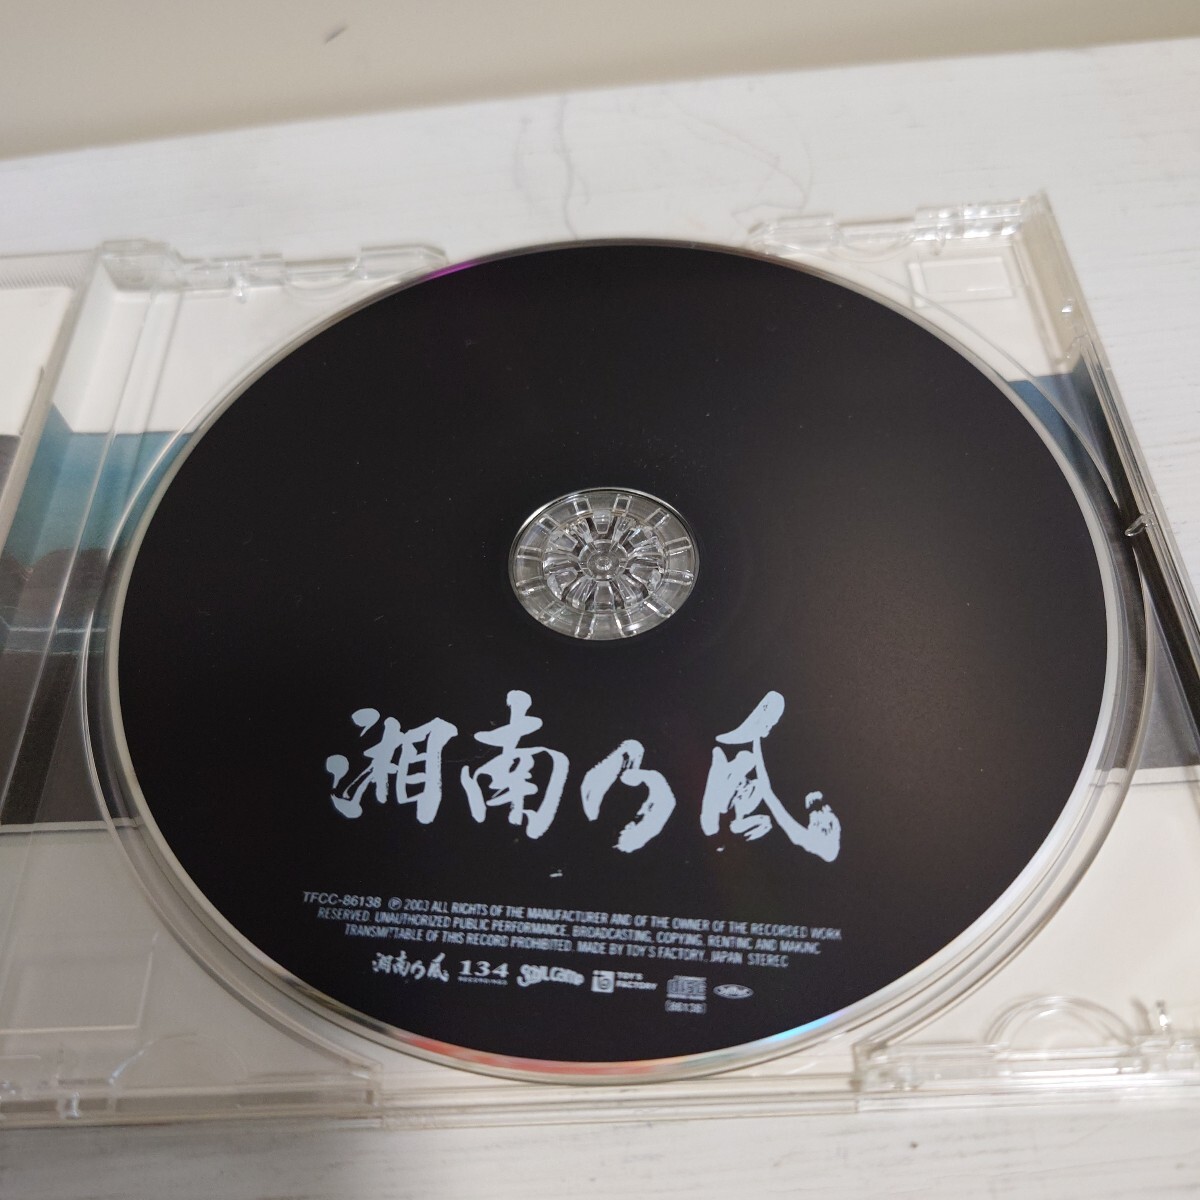 湘南乃風
TFCC-86138 Ⓟ 2003 ALL RIGHTS OF THE MANUFACTURER AND OF THE OWNER OF THE RECORDED WORK
RESERVED. UNAUTHORIZED PUBLIC PERFORMANCE, BROADCASTING, COPYING, RENTING AND MAKING
TRANSMITTABLE OF THIS RECORD PROHIBITED. MADE BY TOY'S FACTORY, JAPAN STEREO
湘南乃風 134 RECORDINGS TOY'S FACTORY disc
(86138)